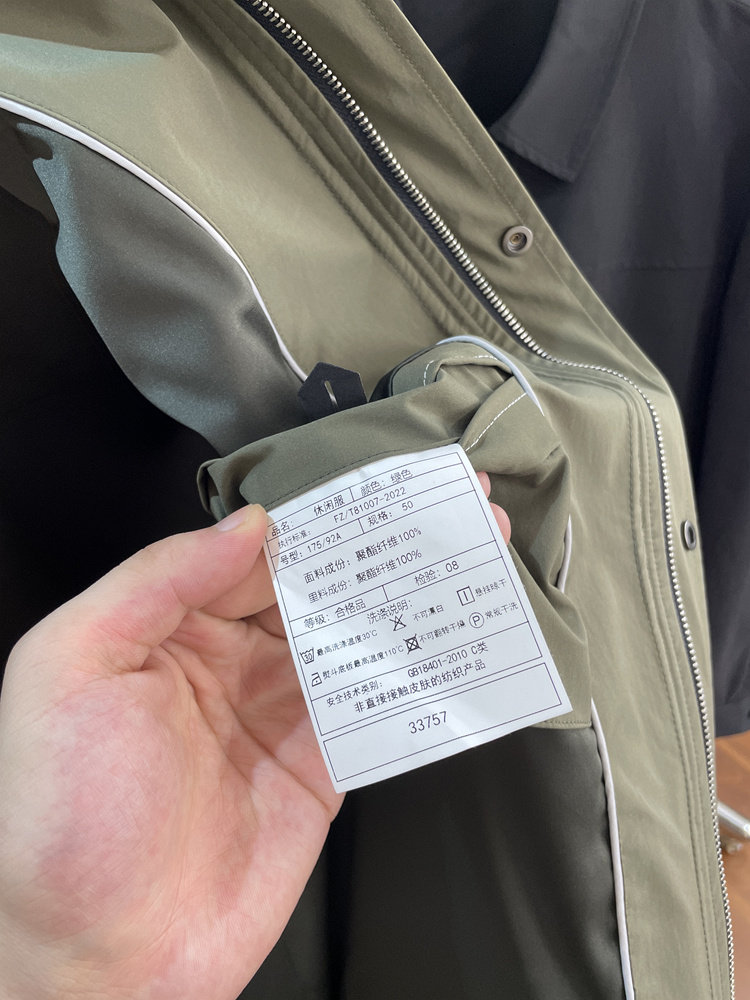 品名: 休闲服 颜色: 绿色
执行标准: FZ/T81007-2022
号型: 175/92A 规格: 50
面料成份: 聚酯纤维100%
里料成份: 聚酯纤维100%
等级: 合格品 检验: 08
洗涤说明:
30 最高洗涤温度30℃ 不可漂白 悬挂晾干
熨斗底板最高温度110℃ 不可翻转干燥 P 常规干洗
安全技术类别: GB18401-2010 C类
非直接接触皮肤的纺织产品
33757